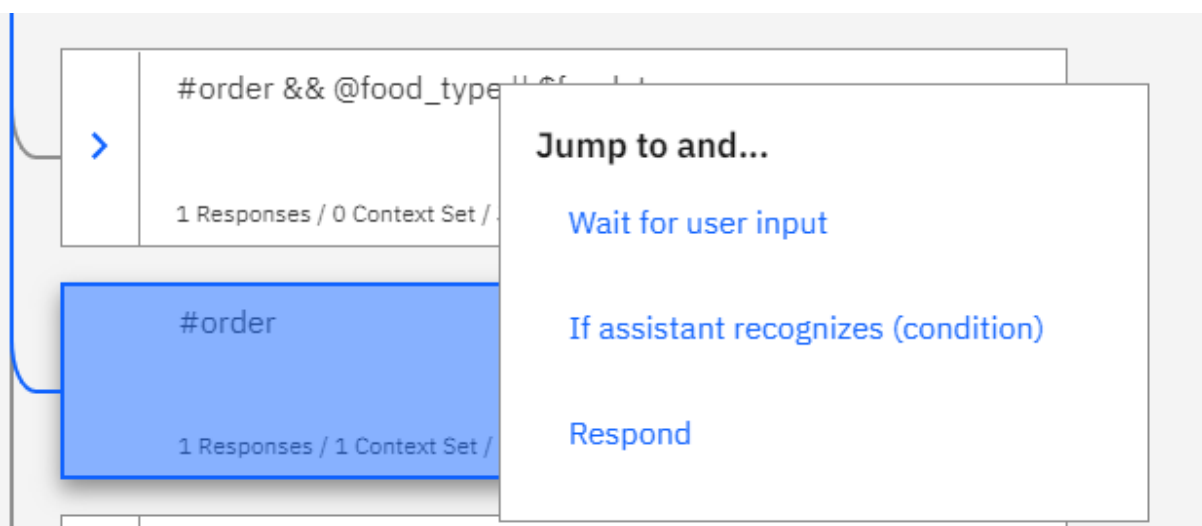 #order && @food_type
1 Responses / 0 Context Set /
#order
1 Responses / 1 Context Set /
Jump to and...
Wait for user input
If assistant recognizes (condition)
Respond